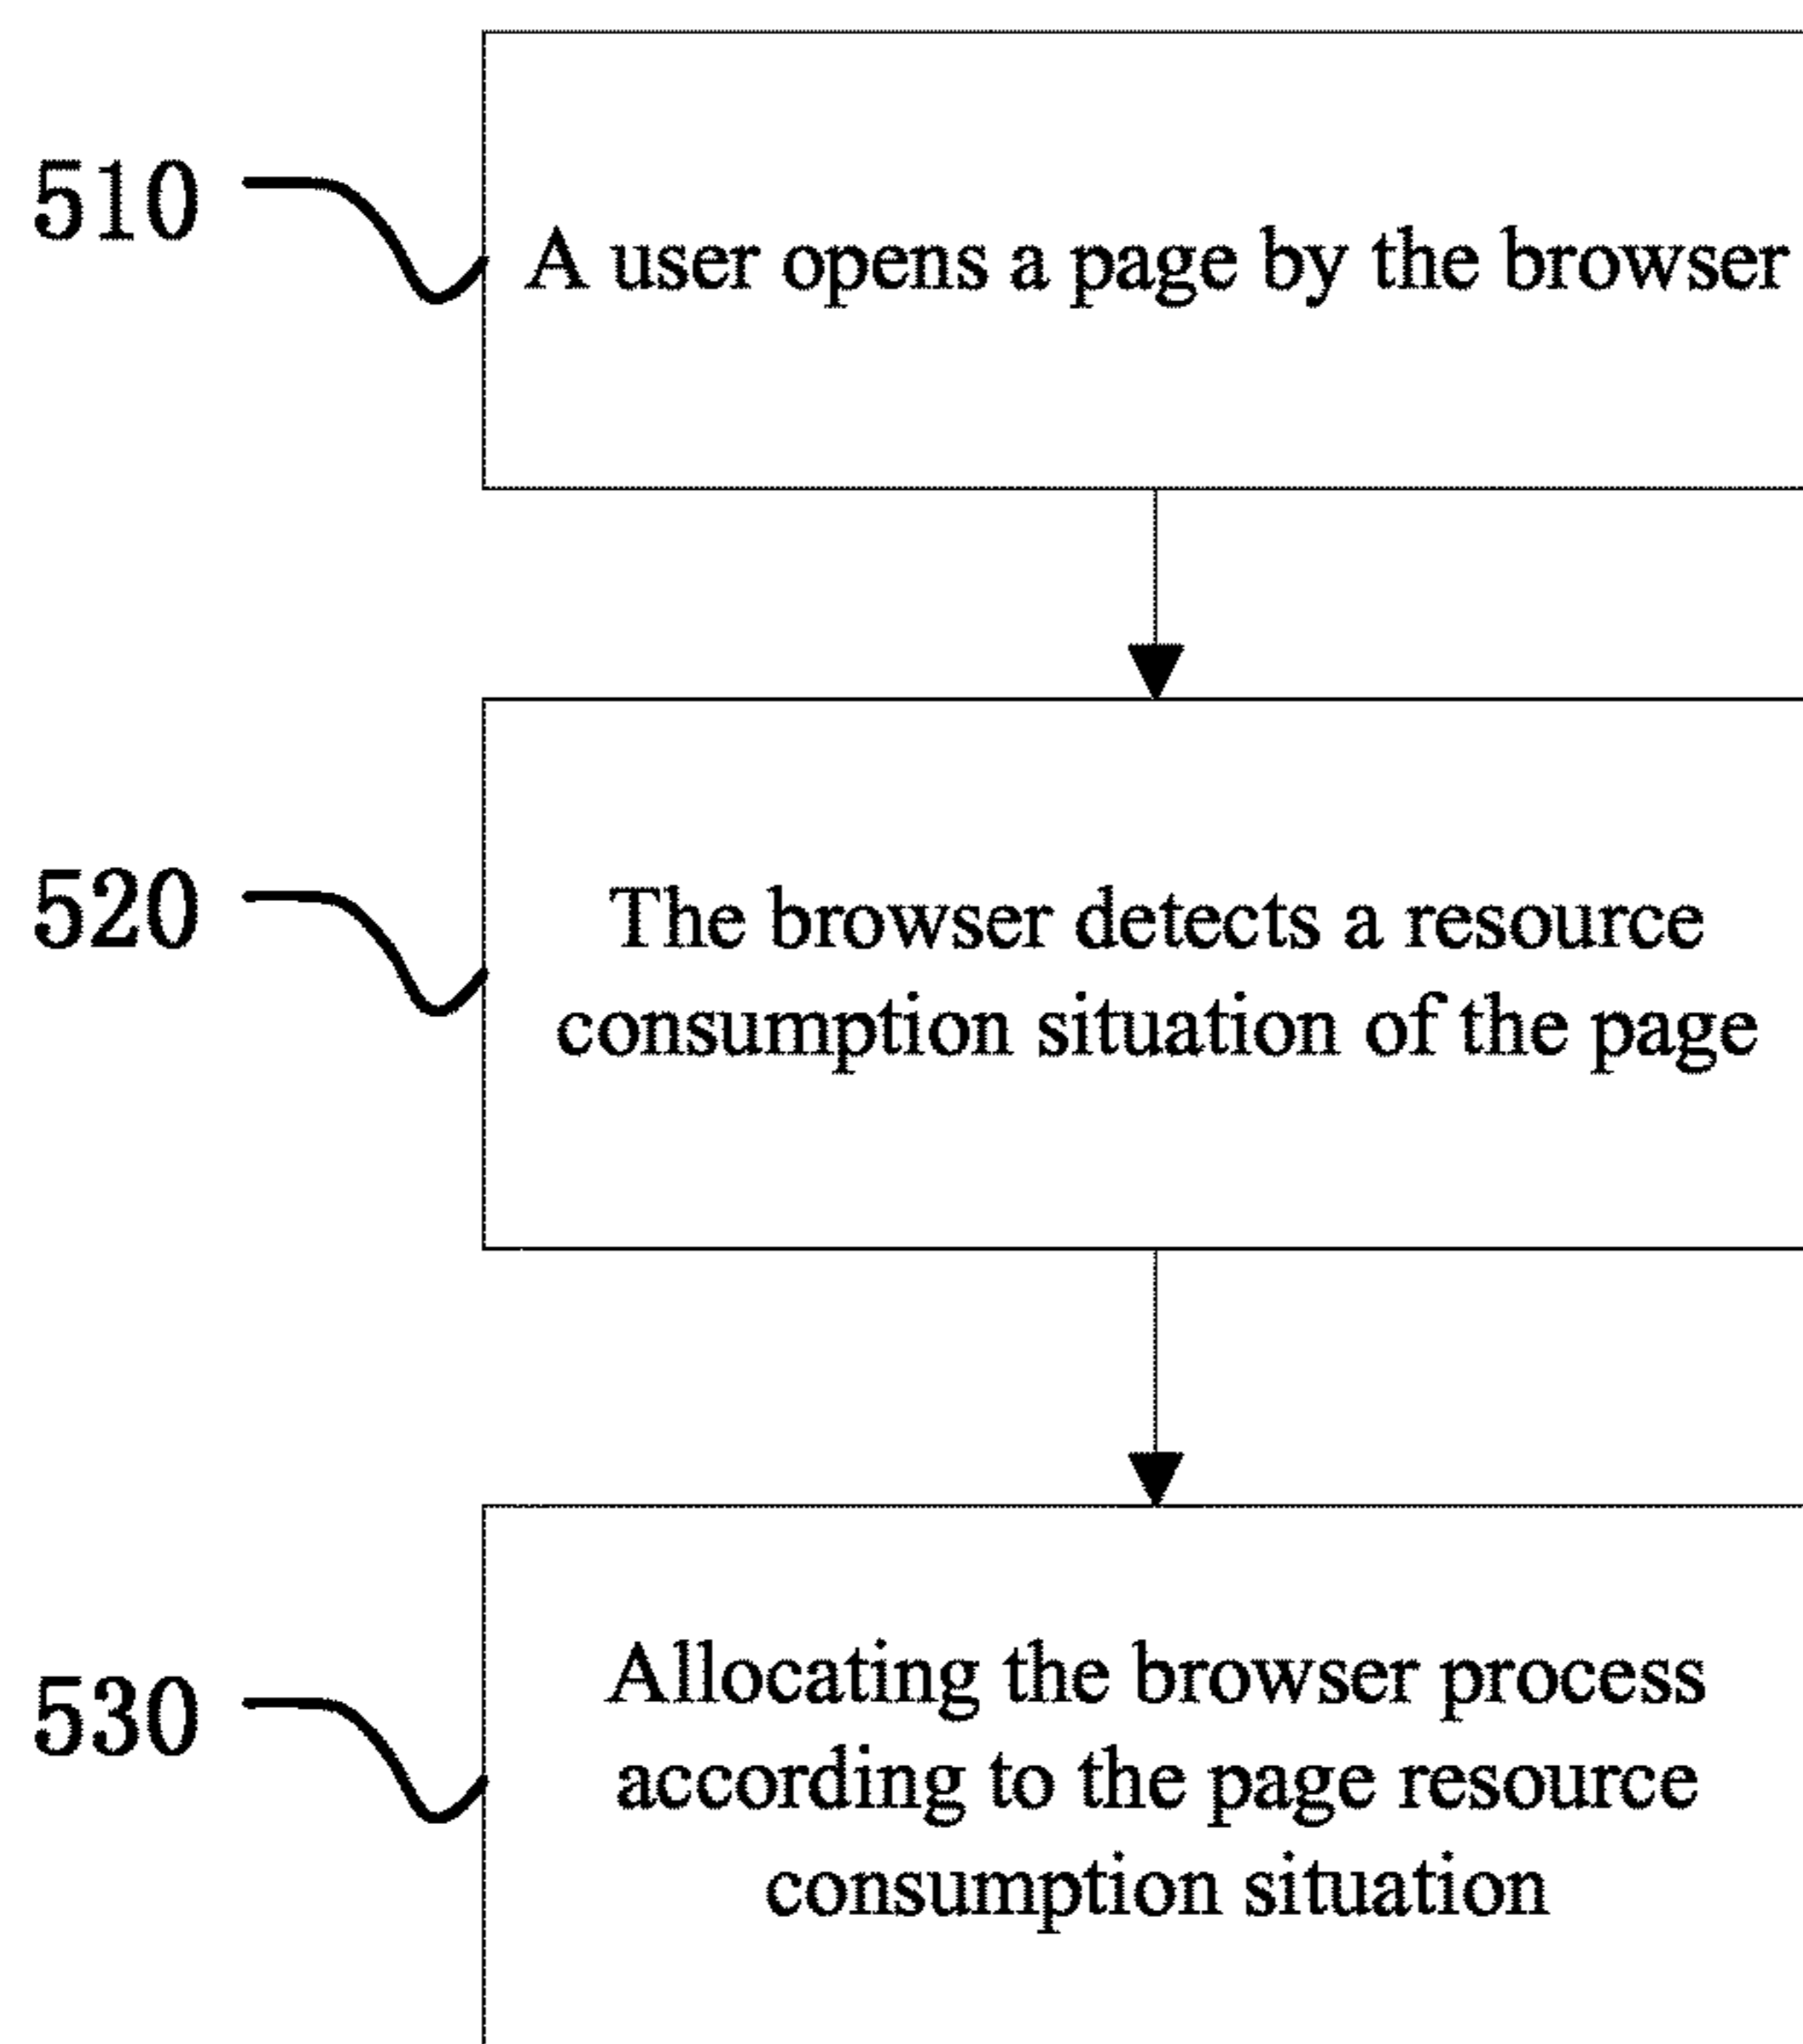 510
A user opens a page by the browser
520
The browser detects a resource
consumption situation of the page
530
Allocating the browser process
according to the page resource
consumption situation